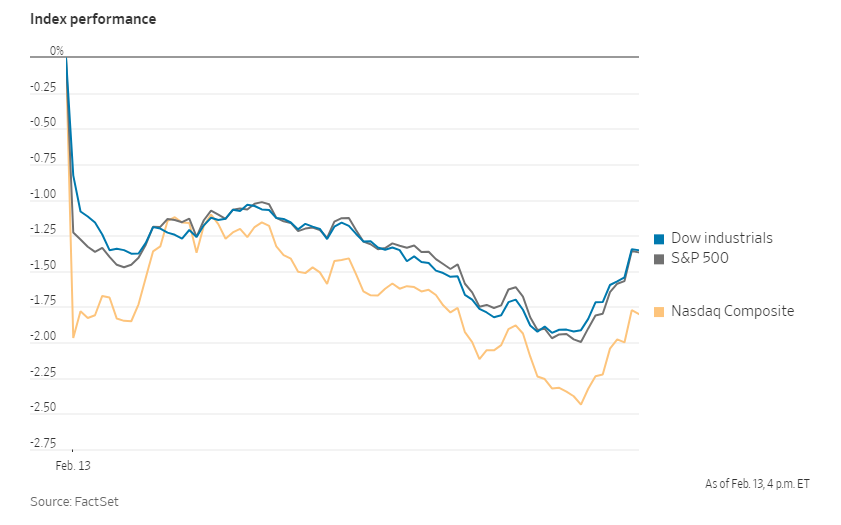 Index performance
0%
-0.25
-0.50
-0.75
-1.00
-1.25
-1.50
-1.75
-2.00
-2.25
-2.50
-2.75
Dow industrials
S&P 500
Nasdaq Composite
Feb. 13
As of Feb. 13, 4 p.m. ET
Source: FactSet